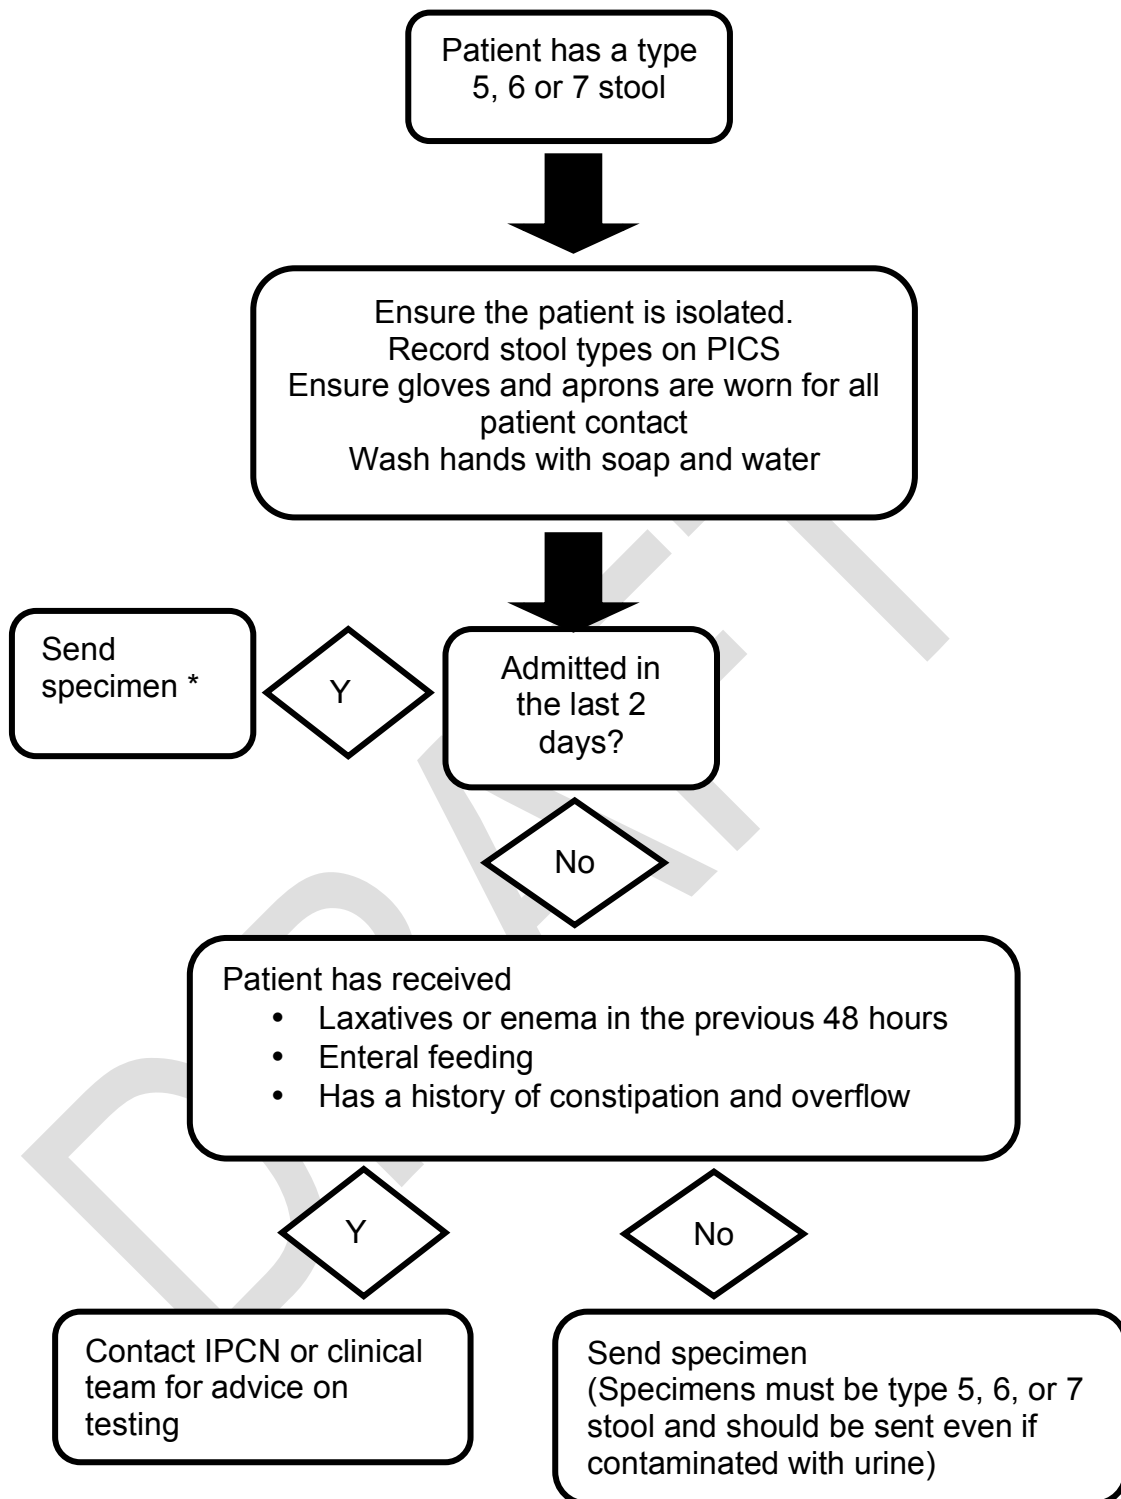 Patient has a type
5, 6 or 7 stool
Ensure the patient is isolated.
Record stool types on PICS
Ensure gloves and aprons are worn for all
patient contact
Wash hands with soap and water
Send
specimen *
Y
Admitted in
the last 2
days?
No
Patient has received
• Laxatives or enema in the previous 48 hours
• Enteral feeding
• Has a history of constipation and overflow
Y
No
Contact IPCN or clinical
team for advice on
testing
Send specimen
(Specimens must be type 5, 6, or 7
stool and should be sent even if
contaminated with urine)
DRAFT